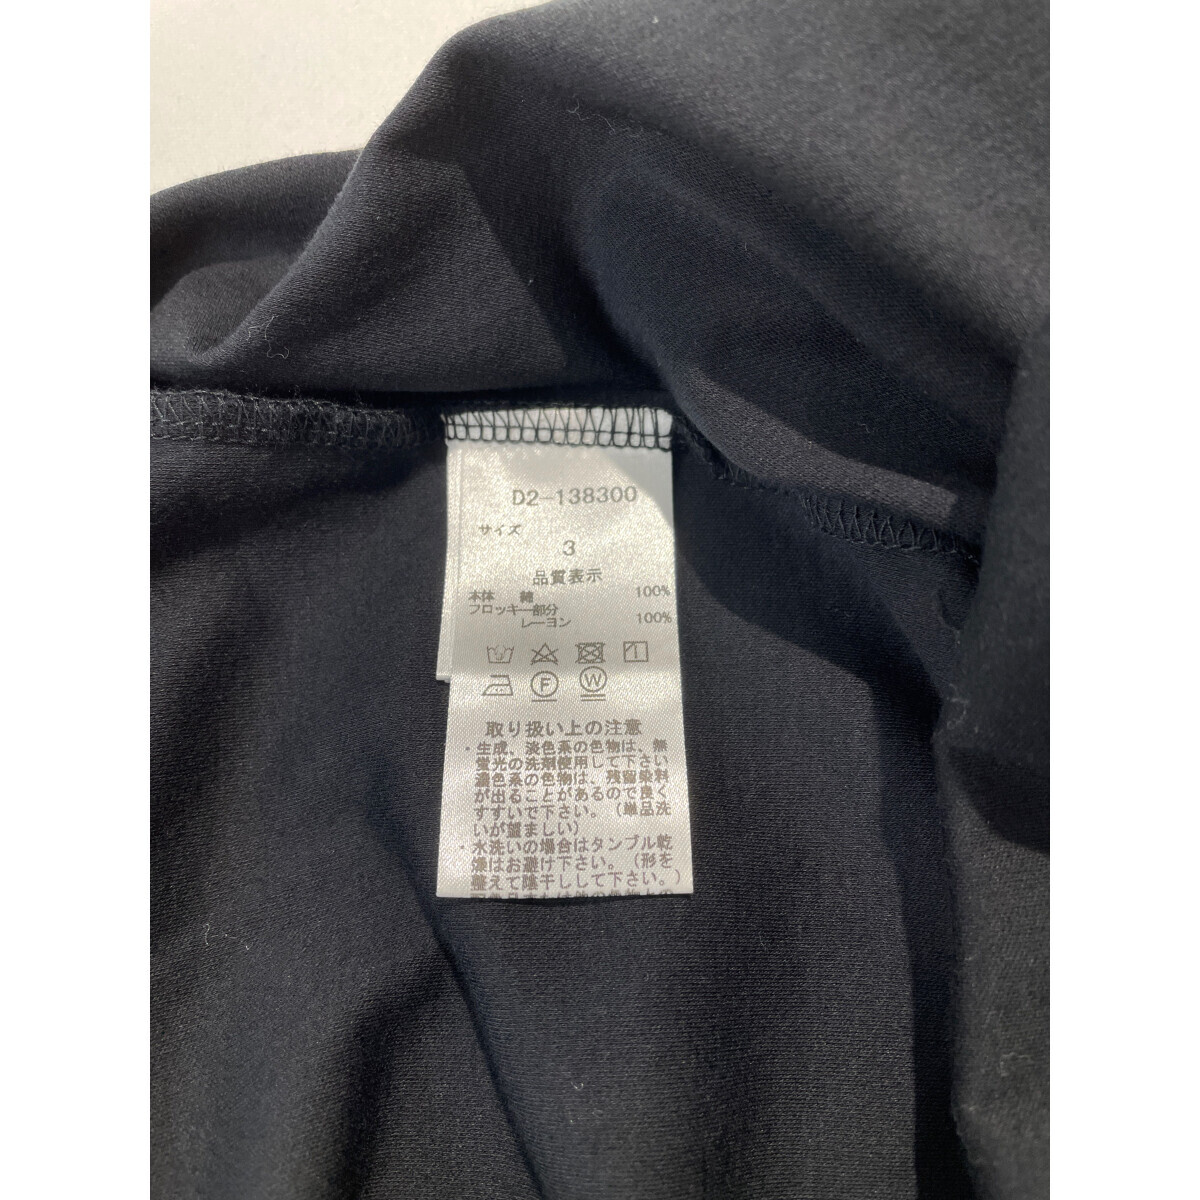 D2-138300
サイズ
3
品質表示
本体 綿 100%
フロッキー部分
レーヨン 100%
F
W
取り扱い上の注意
・生成、淡色系の色物は、無
蛍光の洗剤使用して下さい
濃色系の色物は、残留染料
が出ることがあるので良く
すすいで下さい。(単品洗
いが望ましい)
・水洗いの場合はタンブル乾
燥はお避け下さい。(形を
整えて陰干しして下さい。)